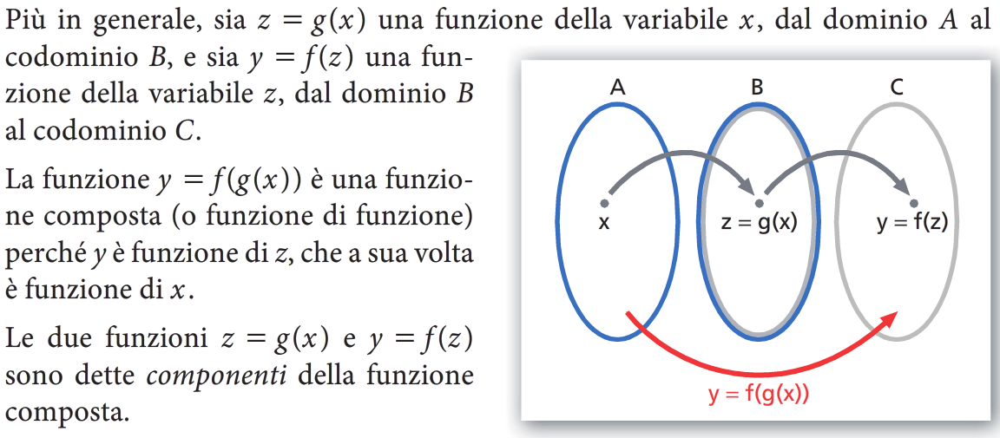 Più in generale, sia z = g(x) una funzione della variabile x, dal dominio A al
codominio B, e sia y = f(z) una fun-
zione della variabile z, dal dominio B
al codominio C.
La funzione y = f(g(x)) è una funzio-
ne composta (o funzione di funzione)
perché y è funzione di z, che a sua volta
è funzione di x.
Le due funzioni z = g(x) e y = f(z)
sono dette componenti della funzione
composta.
A B C
x z = g(x) y = f(z)
y = f(g(x))